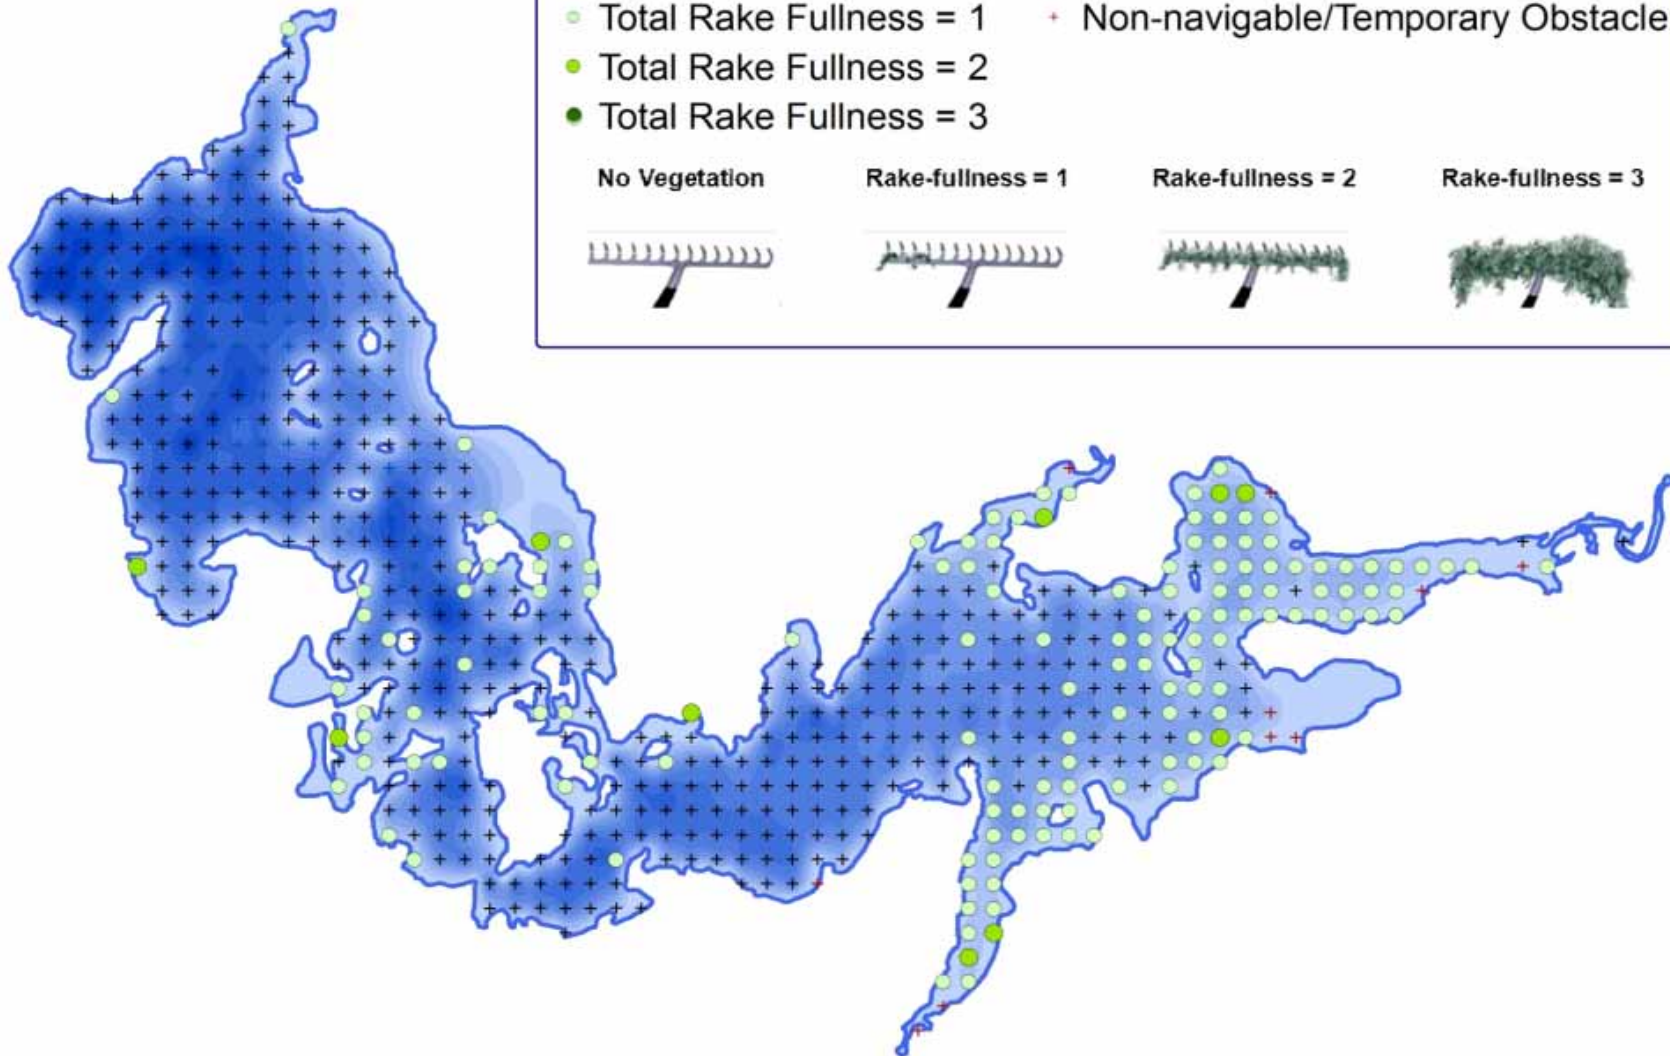 Total Rake Fullness = 1
Non-navigable/Temporary Obstacle
Total Rake Fullness = 2
Total Rake Fullness = 3
No Vegetation
Rake-fullness = 1
Rake-fullness = 2
Rake-fullness = 3